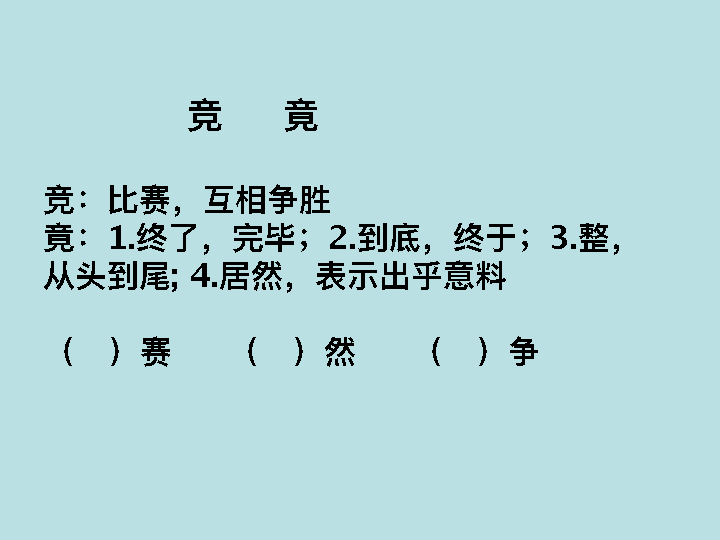 竞 竟
竞：比赛，互相争胜
竟：1.终了，完毕；2.到底，终于；3.整，
从头到尾; 4.居然，表示出乎意料
（ ）赛 （ ）然 （ ）争